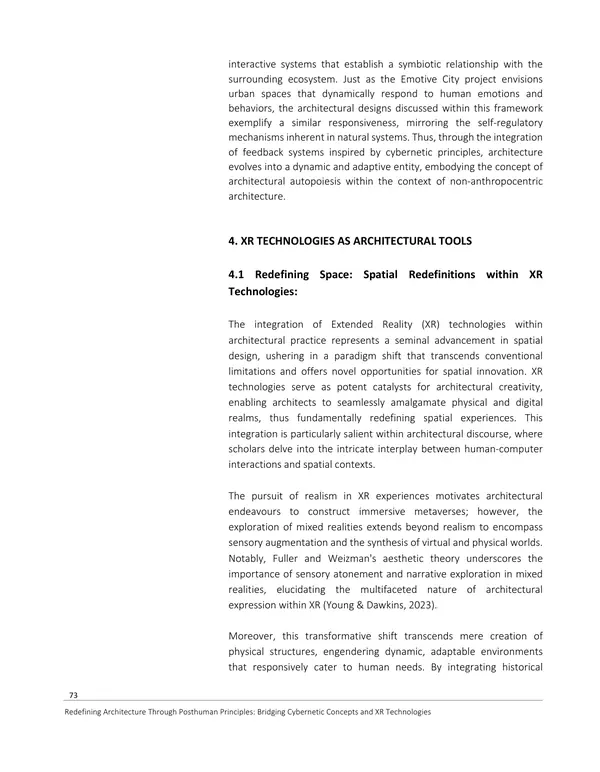 interactive systems that establish a symbiotic relationship with the
surrounding ecosystem. Just as the Emotive City project envisions
urban spaces that dynamically respond to human emotions and
behaviors, the architectural designs discussed within this framework
exemplify a similar responsiveness, mirroring the self-regulatory
mechanisms inherent in natural systems. Thus, through the integration
of feedback systems inspired by cybernetic principles, architecture
evolves into a dynamic and adaptive entity, embodying the concept of
architectural autopoiesis within the context of non-anthropocentric
architecture.
4. XR TECHNOLOGIES AS ARCHITECTURAL TOOLS
4.1 Redefining Space: Spatial Redefinitions within XR
Technologies:
The integration of Extended Reality (XR) technologies within
architectural practice represents a seminal advancement in spatial
design, ushering in a paradigm shift that transcends conventional
limitations and offers novel opportunities for spatial innovation. XR
technologies serve as potent catalysts for architectural creativity,
enabling architects to seamlessly amalgamate physical and digital
realms, thus fundamentally redefining spatial experiences. This
integration is particularly salient within architectural discourse, where
scholars delve into the intricate interplay between human-computer
interactions and spatial contexts.
The pursuit of realism in XR experiences motivates architectural
endeavours to construct immersive metaverses; however, the
exploration of mixed realities extends beyond realism to encompass
sensory augmentation and the synthesis of virtual and physical worlds.
Notably, Fuller and Weizman's aesthetic theory underscores the
importance of sensory atonement and narrative exploration in mixed
realities, elucidating the multifaceted nature of architectural
expression within XR (Young & Dawkins, 2023).
Moreover, this transformative shift transcends mere creation of
physical structures, engendering dynamic, adaptable environments
that responsively cater to human needs. By integrating historical
73
Redefining Architecture Through Posthuman Principles: Bridging Cybernetic Concepts and XR Technologies